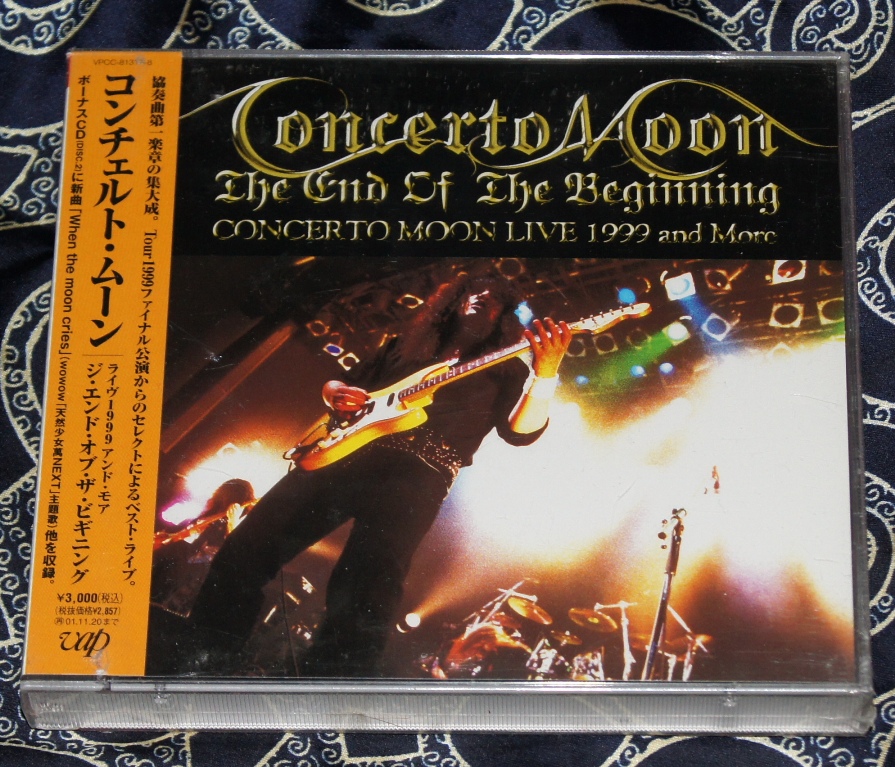 コンチェルト・ムーン
協奏曲第一楽章の集大成。Tour1999ファイナル公演からのセレクトによるベスト・ライブ。
ボーナスCD(DISC-2)に新曲「When the moon cries」(wowow「天然少女萬NEXT」主題歌)他を収録。
ライヴ1999 アンド・モア
ジ・エンド・オブ・ザ・ビギニング
¥3,000(税込)
(税抜価格¥2,857)
01.11.20まで
vap
Concerto Moon
The End Of The Beginning
CONCERTO MOON LIVE 1999 and More